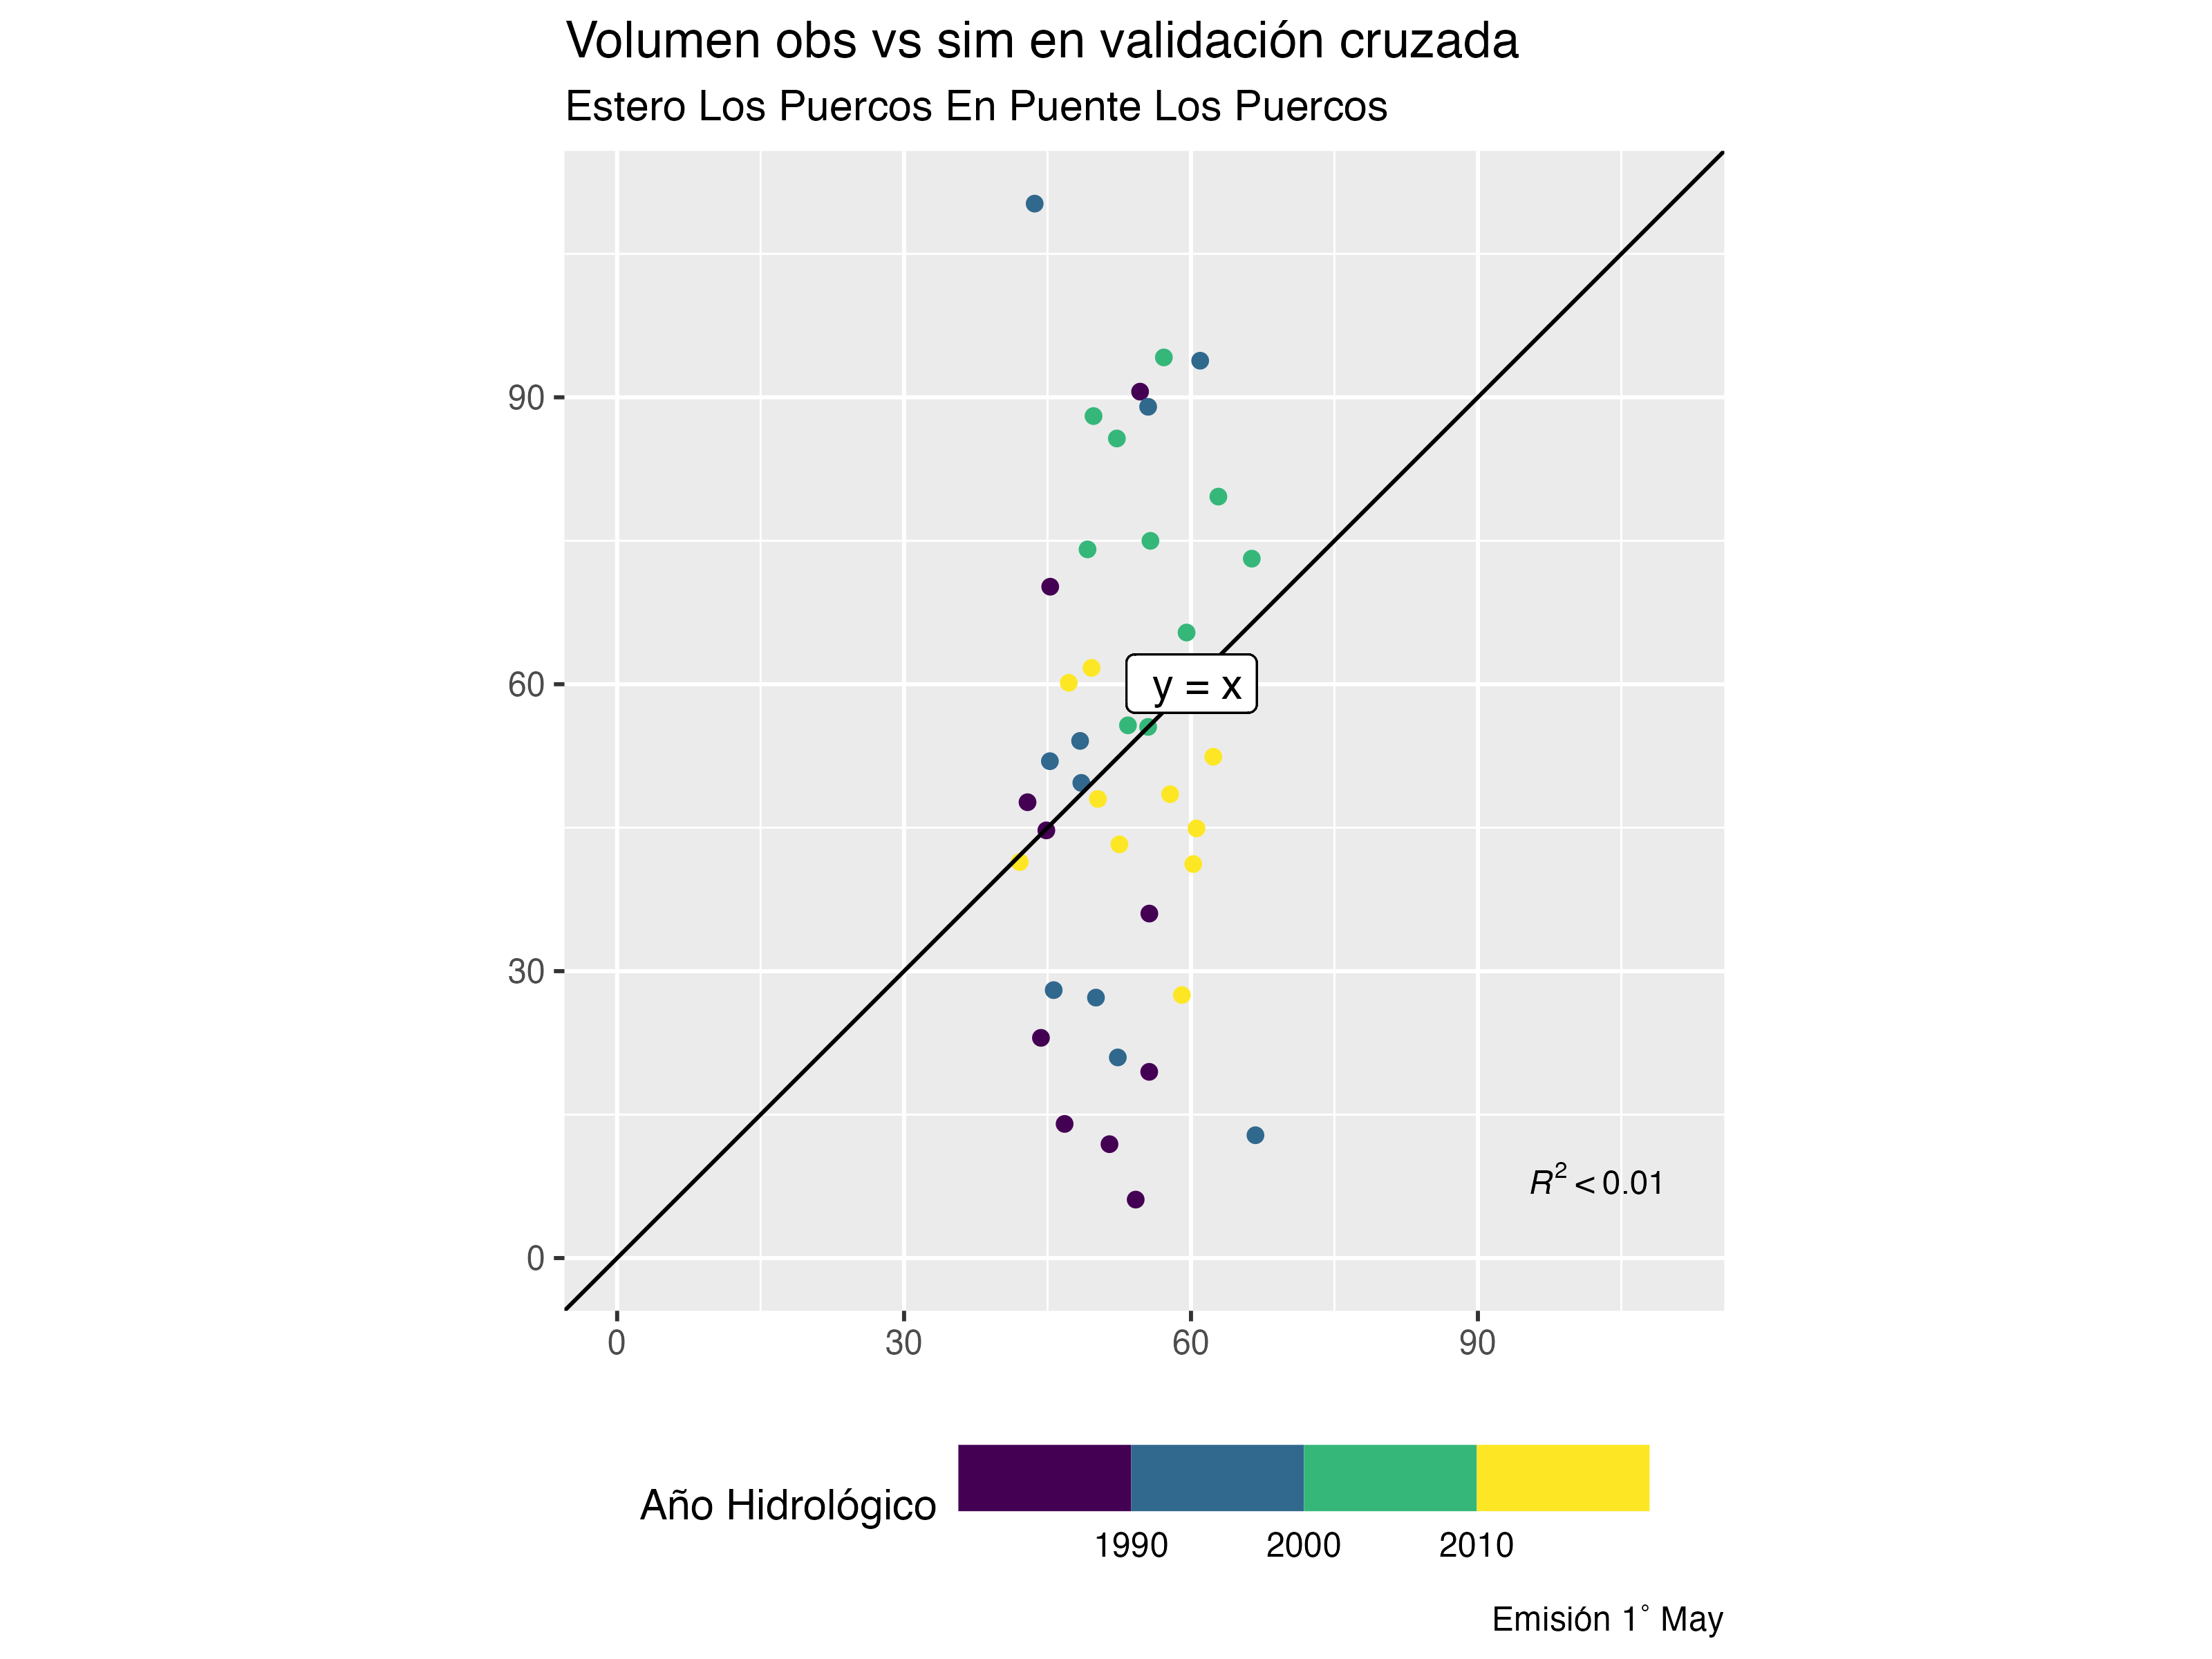 Volumen obs vs sim en validación cruzada
Estero Los Puercos En Puente Los Puercos
90
60
30
0
y = x
R² < 0.01
0 30 60 90
Año Hidrológico
1990 2000 2010
Emisión 1° May